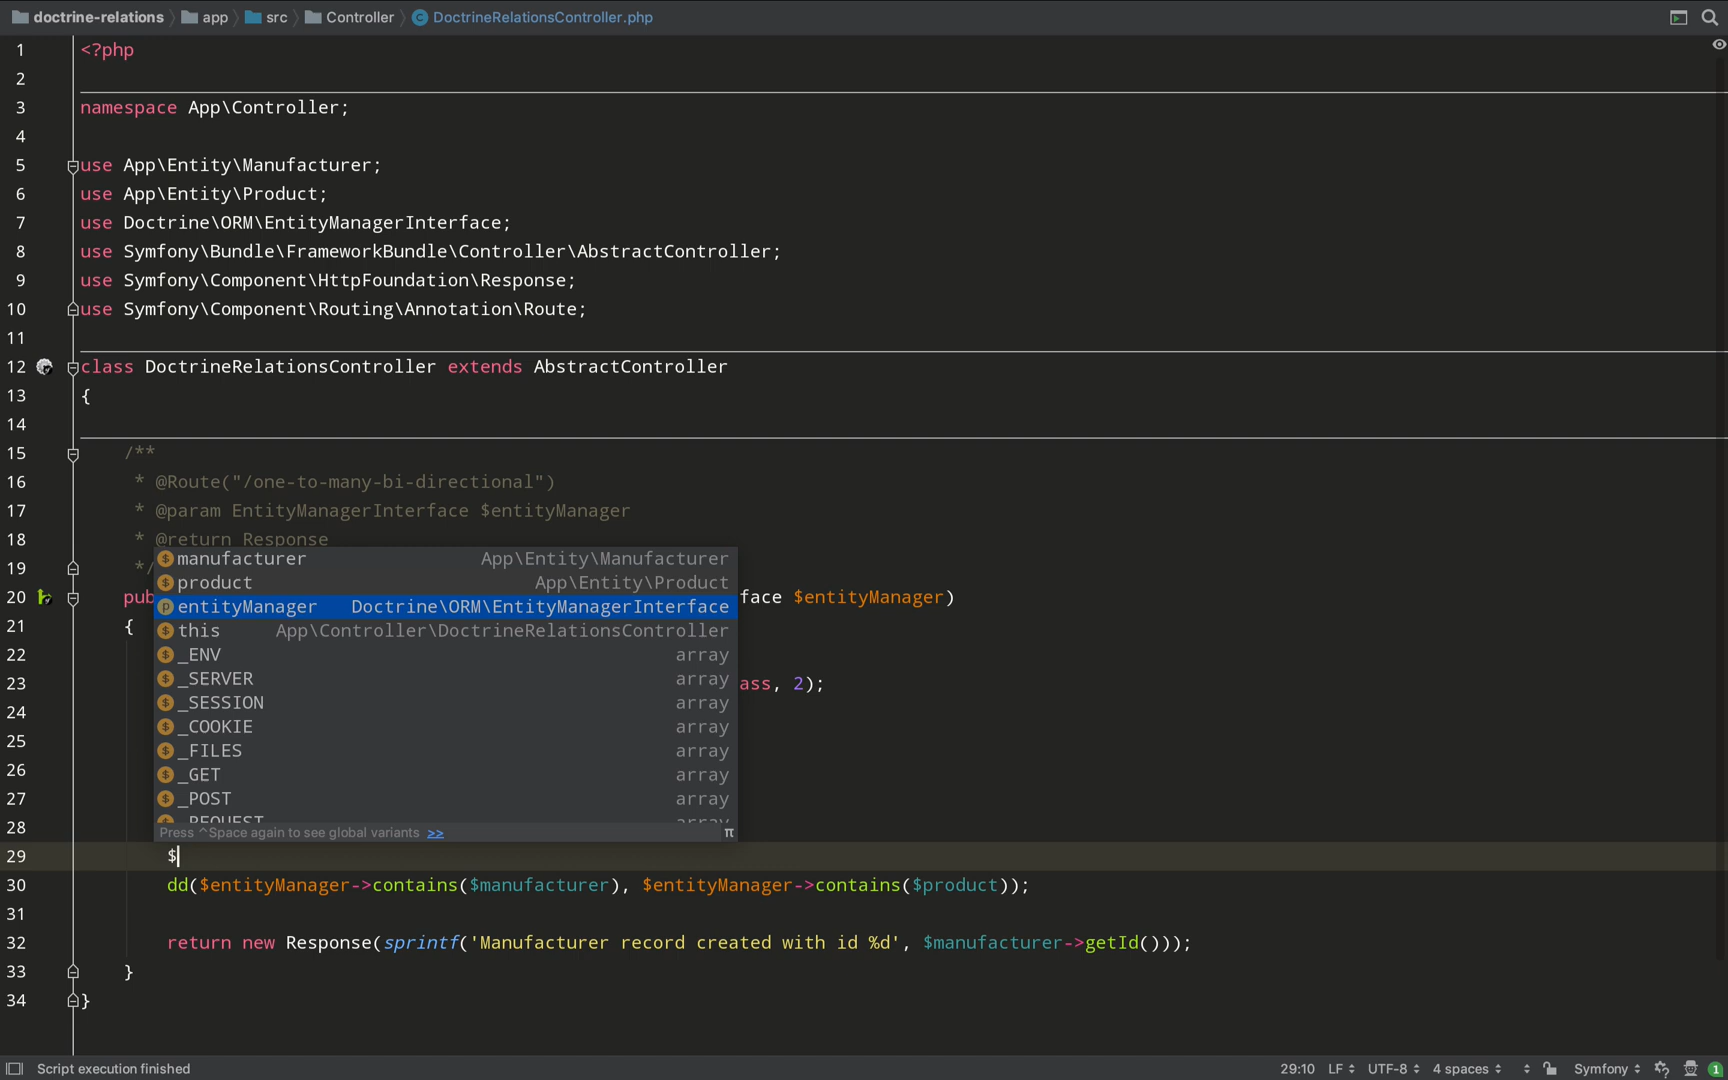 doctrine-relations app src Controller DoctrineRelationsController.php
1 <?php
2
3 namespace App\Controller;
4
5 use App\Entity\Manufacturer;
6 use App\Entity\Product;
7 use Doctrine\ORM\EntityManagerInterface;
8 use Symfony\Bundle\FrameworkBundle\Controller\AbstractController;
9 use Symfony\Component\HttpFoundation\Response;
10 use Symfony\Component\Routing\Annotation\Route;
11
12 class DoctrineRelationsController extends AbstractController
13 {
14
15 /**
16 * @Route("/one-to-many-bi-directional")
17 * @param EntityManagerInterface $entityManager
18 * @return Response
manufacturer App\Entity\Manufacturer
19 */
product App\Entity\Product
20 pub face $entityManager)
entityManager Doctrine\ORM\EntityManagerInterface
21 {
this App\Controller\DoctrineRelationsController
22
_ENV array
23 ass, 2);
_SERVER array
24
_SESSION array
25
_COOKIE array
26
_FILES array
27
_GET array
_POST array
28
_REQUEST array
Press ^Space again to see global variants >> π
29 $
30 dd($entityManager->contains($manufacturer), $entityManager->contains($product));
31
32 return new Response(sprintf('Manufacturer record created with id %d', $manufacturer->getId()));
33 }
34 }
Script execution finished 29:10 LF UTF-8 4 spaces Symfony 1